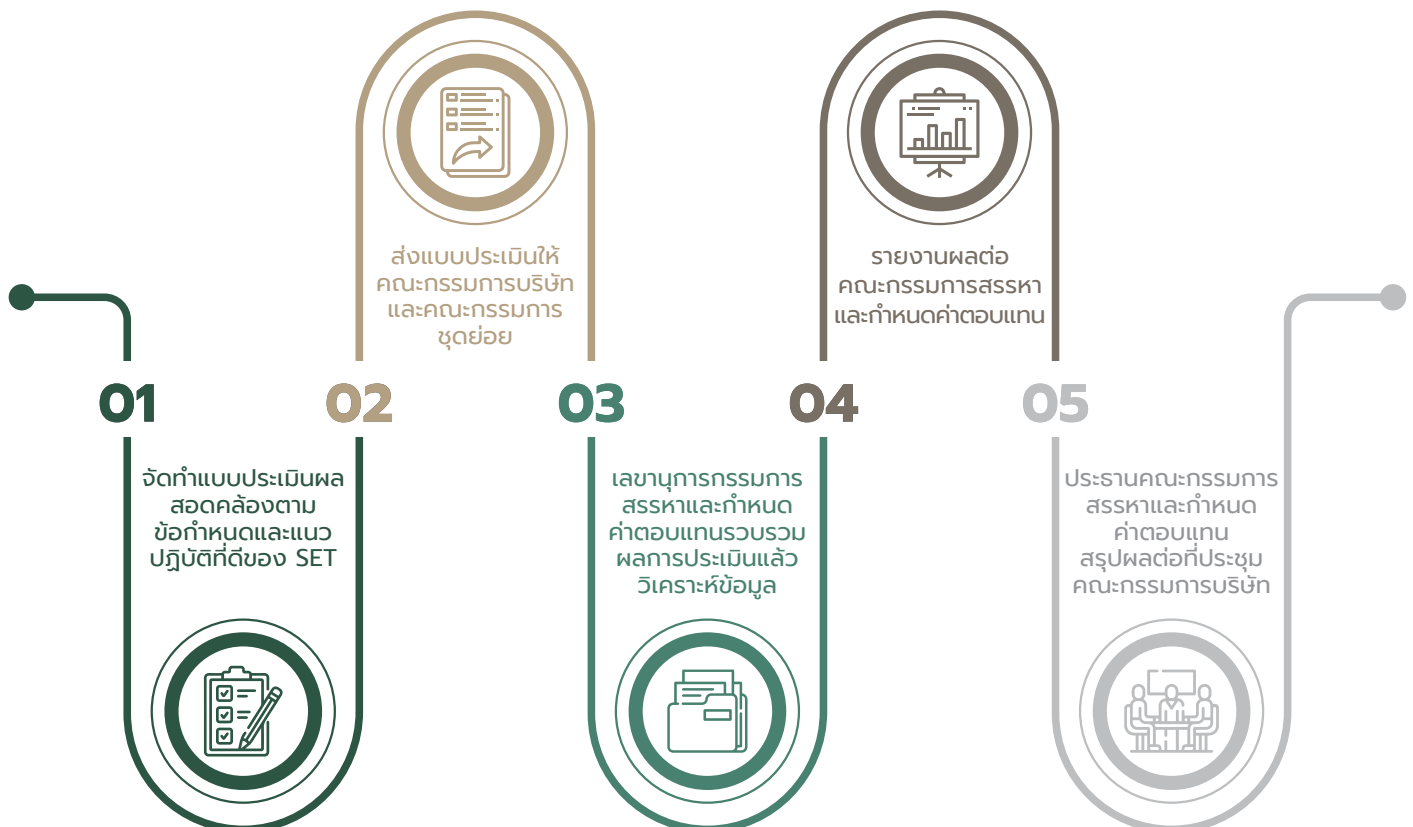 01
จัดทำแบบประเมินผล
สอดคล้องตาม
ข้อกำหนดและแนว
ปฏิบัติที่ดีของ SET
02
ส่งแบบประเมินให้
คณะกรรมการบริษัท
และคณะกรรมการ
ชุดย่อย
03
เลขานุการกรรมการ
สรรหาและกำหนด
ค่าตอบแทนรวบรวม
ผลการประเมินแล้ว
วิเคราะห์ข้อมูล
04
รายงานผลต่อ
คณะกรรมการสรรหา
และกำหนดค่าตอบแทน
05
ประธานคณะกรรมการ
สรรหาและกำหนด
ค่าตอบแทน
สรุปผลต่อที่ประชุม
คณะกรรมการบริษัท